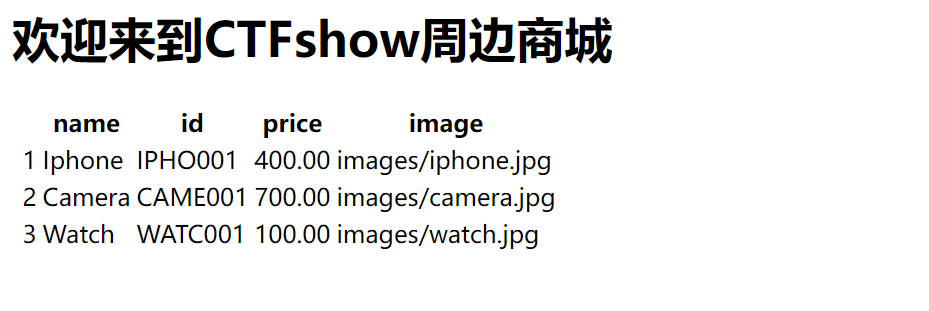 欢迎来到CTFshow周边商城
name id price image
1 Iphone IPHO001 400.00 images/iphone.jpg
2 Camera CAME001 700.00 images/camera.jpg
3 Watch WATC001 100.00 images/watch.jpg